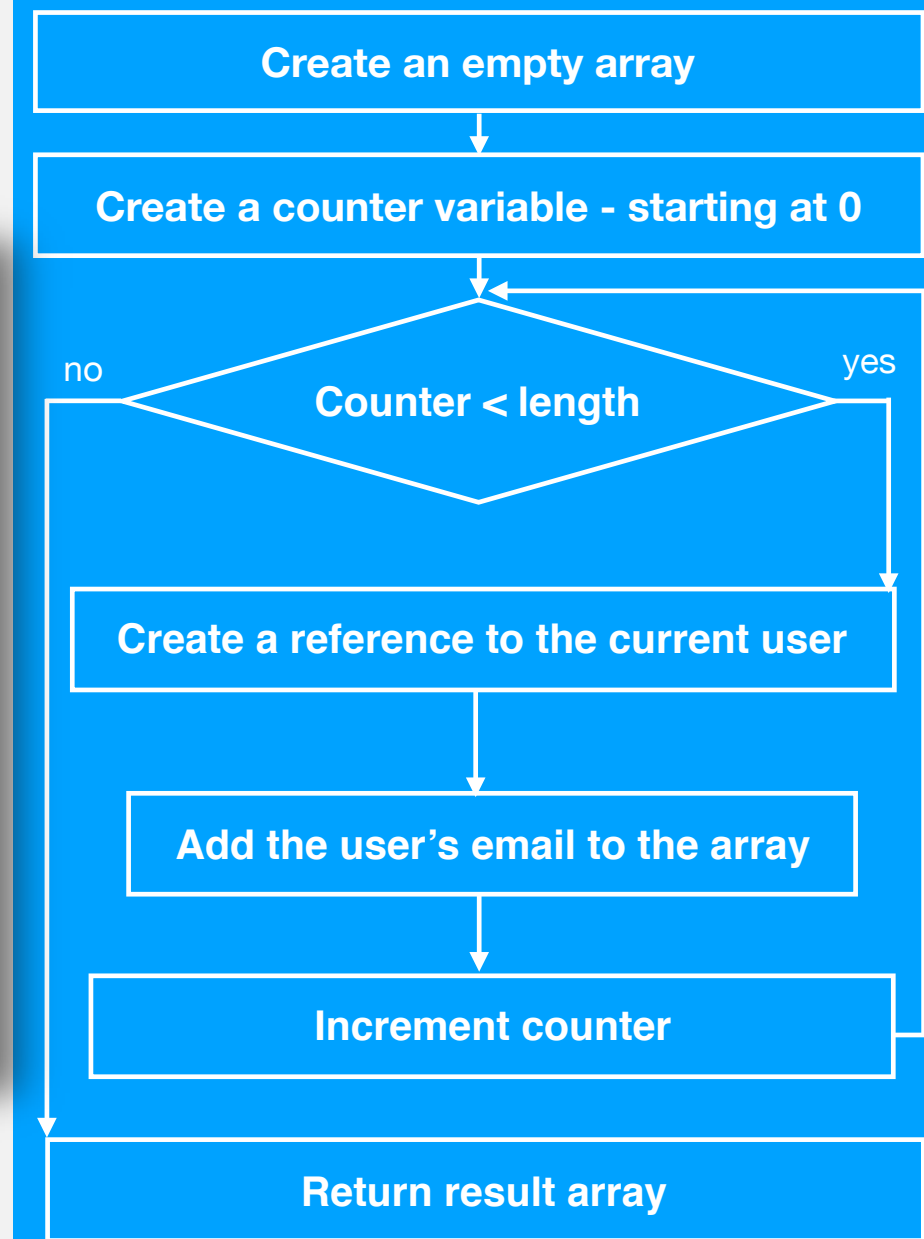 Create an empty array
Create a counter variable - starting at 0
no
yes
Counter < length
Create a reference to the current user
Add the user’s email to the array
Increment counter
Return result array